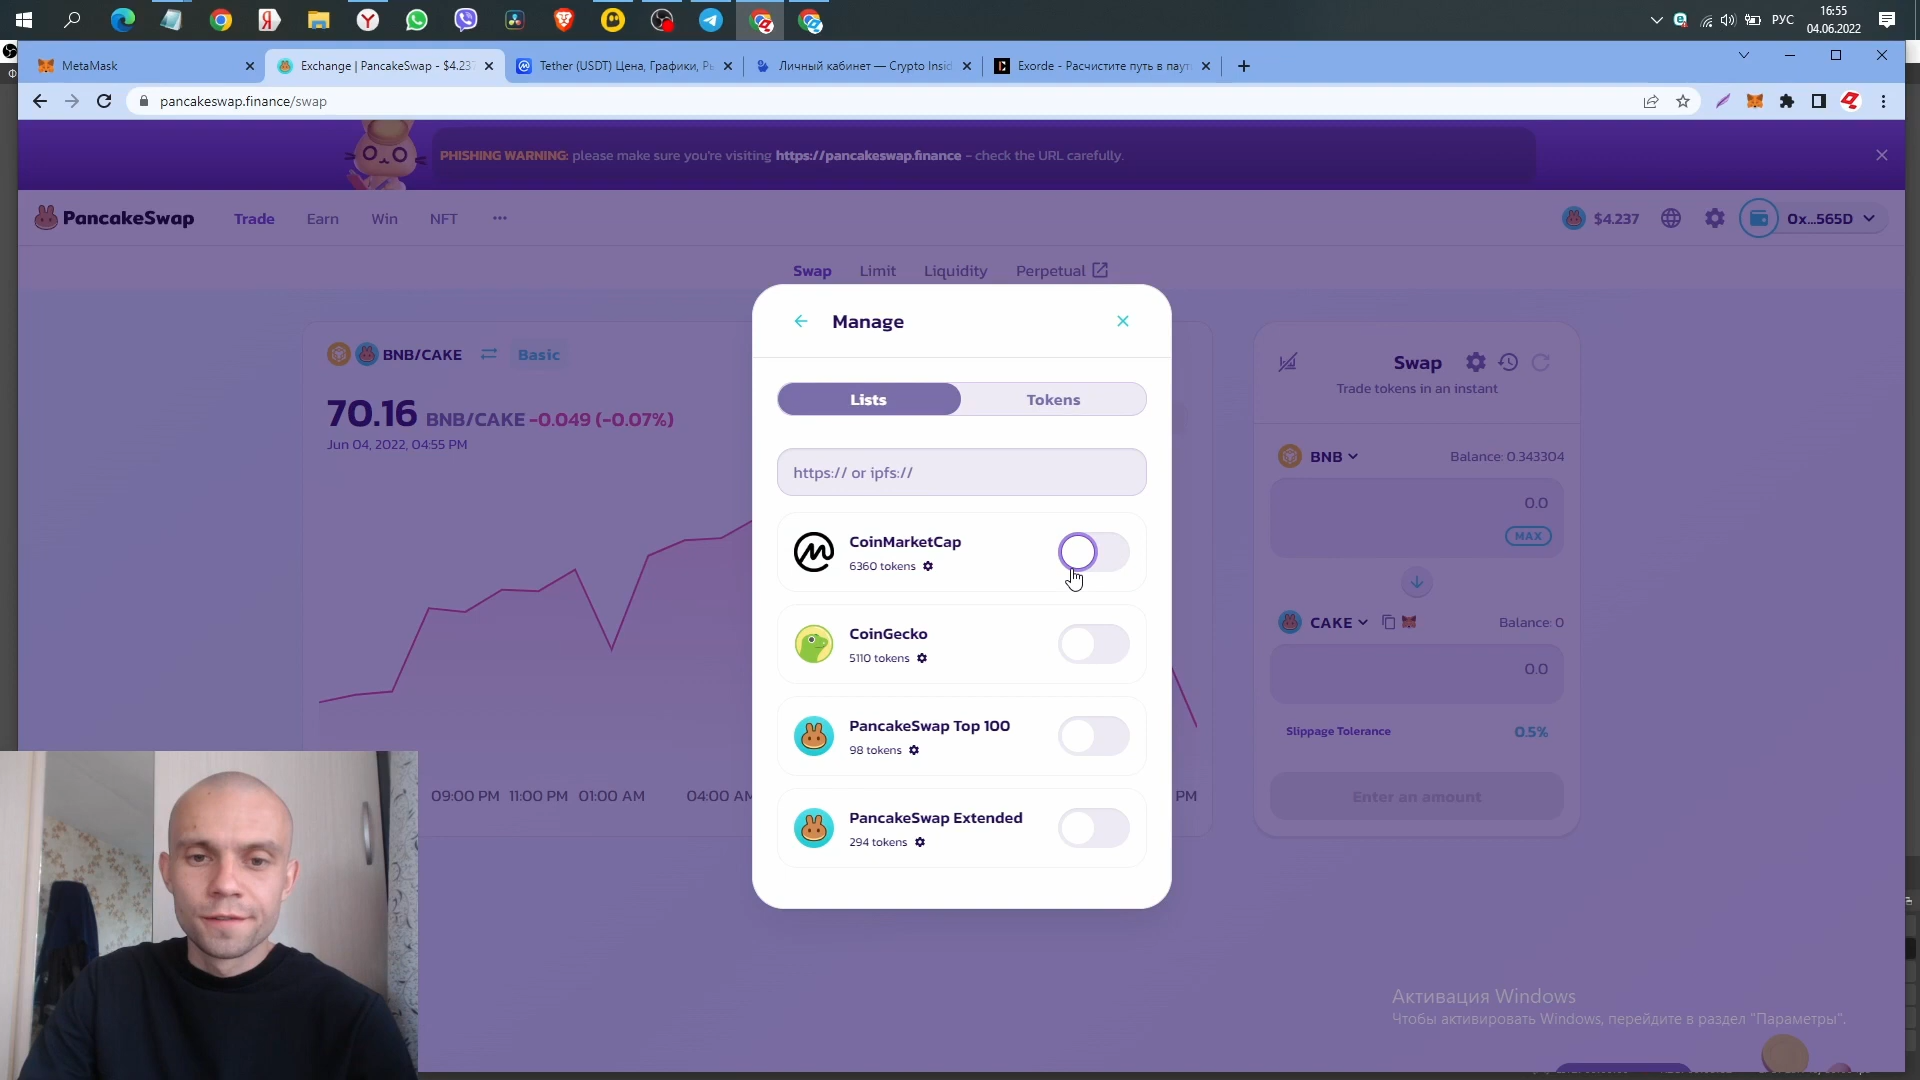 РУС
16:55
04.06.2022
MetaMask
Exchange | PancakeSwap - $4.237
Tether (USDT) Цена, Графики, Ры
Личный кабинет — Crypto Insid
Exorde - Расчистите путь в паут
pancakeswap.finance/swap
PHISHING WARNING: please make sure you're visiting https://pancakeswap.finance - check the URL carefully.
PancakeSwap
Trade
Earn
Win
NFT
$4.237
0x...565D
Swap
Limit
Liquidity
Perpetual
BNB/CAKE
Basic
70.16 BNB/CAKE -0.049 (-0.07%)
Jun 04, 2022, 04:55 PM
09:00 PM 11:00 PM 01:00 AM 04:00 AM
PM
Manage
Lists
Tokens
https:// or ipfs://
CoinMarketCap
6360 tokens
CoinGecko
5110 tokens
PancakeSwap Top 100
98 tokens
PancakeSwap Extended
294 tokens
Swap
Trade tokens in an instant
BNB
Balance: 0.343304
0.0
MAX
CAKE
Balance: 0
0.0
Slippage Tolerance
0.5%
Enter an amount
Активация Windows
Чтобы активировать Windows, перейдите в раздел "Параметры".